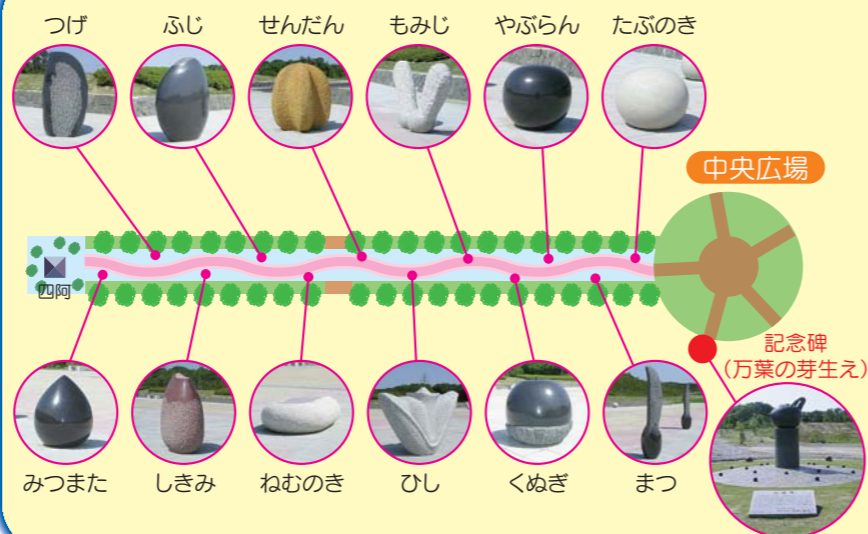 つげ
ふじ
せんだん
もみじ
やぶらん
たぶのき
中央広場
四阿
記念碑
(万葉の芽生え)
みつまた
しきみ
ねむのき
ひし
くぬぎ
まつ